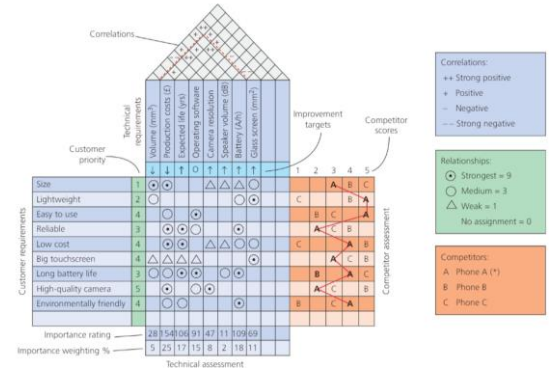 Correlations
++
Technical requirements
Volume (mm³)
Production costs (£)
Expected life (yrs)
Operating software
Camera resolution
Speaker volume (dB)
Battery (A/h)
Glass screen (mm²)
Improvement targets
Competitor scores
Customer priority
↓ ↓ ↑ O ↑ ↑ ↑ ↑
1 2 3 4 5
Customer requirements
Size 1 A B C
Lightweight 2 C B A
Easy to use 4 B C A
Reliable 3 A C B
Low cost 4 C A B
Big touchscreen 4 A C B
Long battery life 3 B A C
High-quality camera 5 A C B
Environmentally friendly 4 B C A
Competitor assessment
Importance rating 28 154 106 91 47 11 109 69
Importance weighting % 5 25 17 15 8 2 18 11
Technical assessment
Correlations:
++ Strong positive
+ Positive
− Negative
−− Strong negative
Relationships:
Strongest = 9
Medium = 3
Weak = 1
No assignment = 0
Competitors:
A Phone A (*)
B Phone B
C Phone C